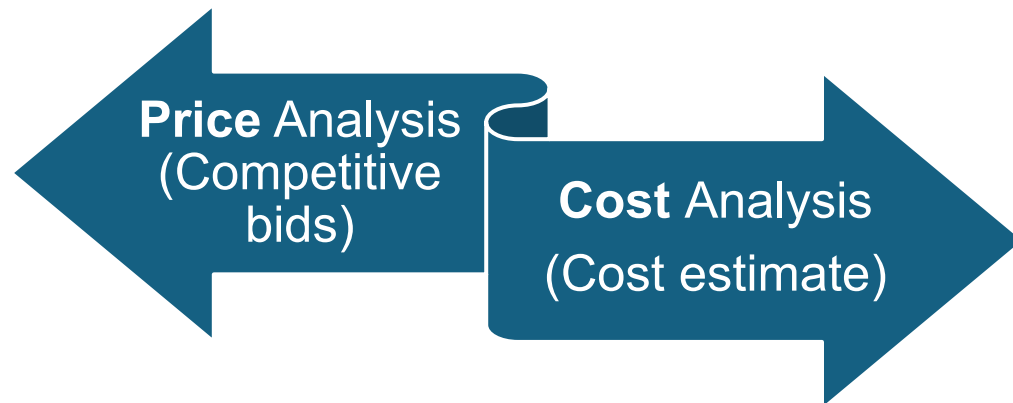 Price Analysis
(Competitive
bids)
Cost Analysis
(Cost estimate)